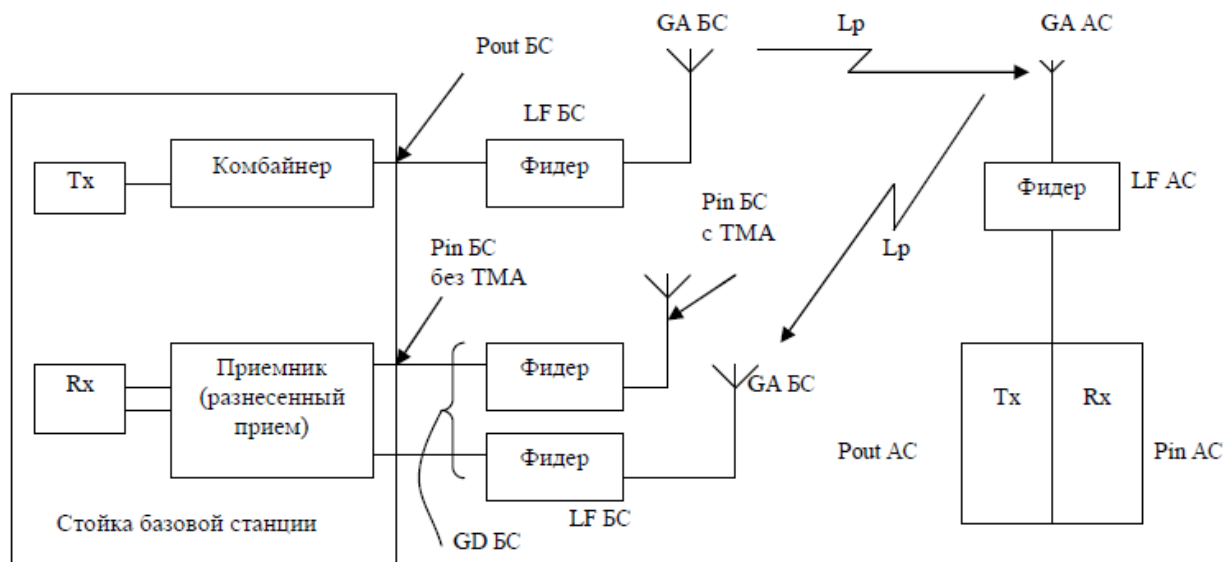 GA БС
Lp
GA АС
Pout БС
LF БС
Tx
Комбайнер
Фидер
Фидер
LF АС
Pin БС
с ТМА
Lp
Pin БС
без ТМА
Rx
Приемник
(разнесенный
прием)
Фидер
GA БС
Tx
Rx
Фидер
Pout АС
Pin АС
LF БС
Стойка базовой станции
GD БС